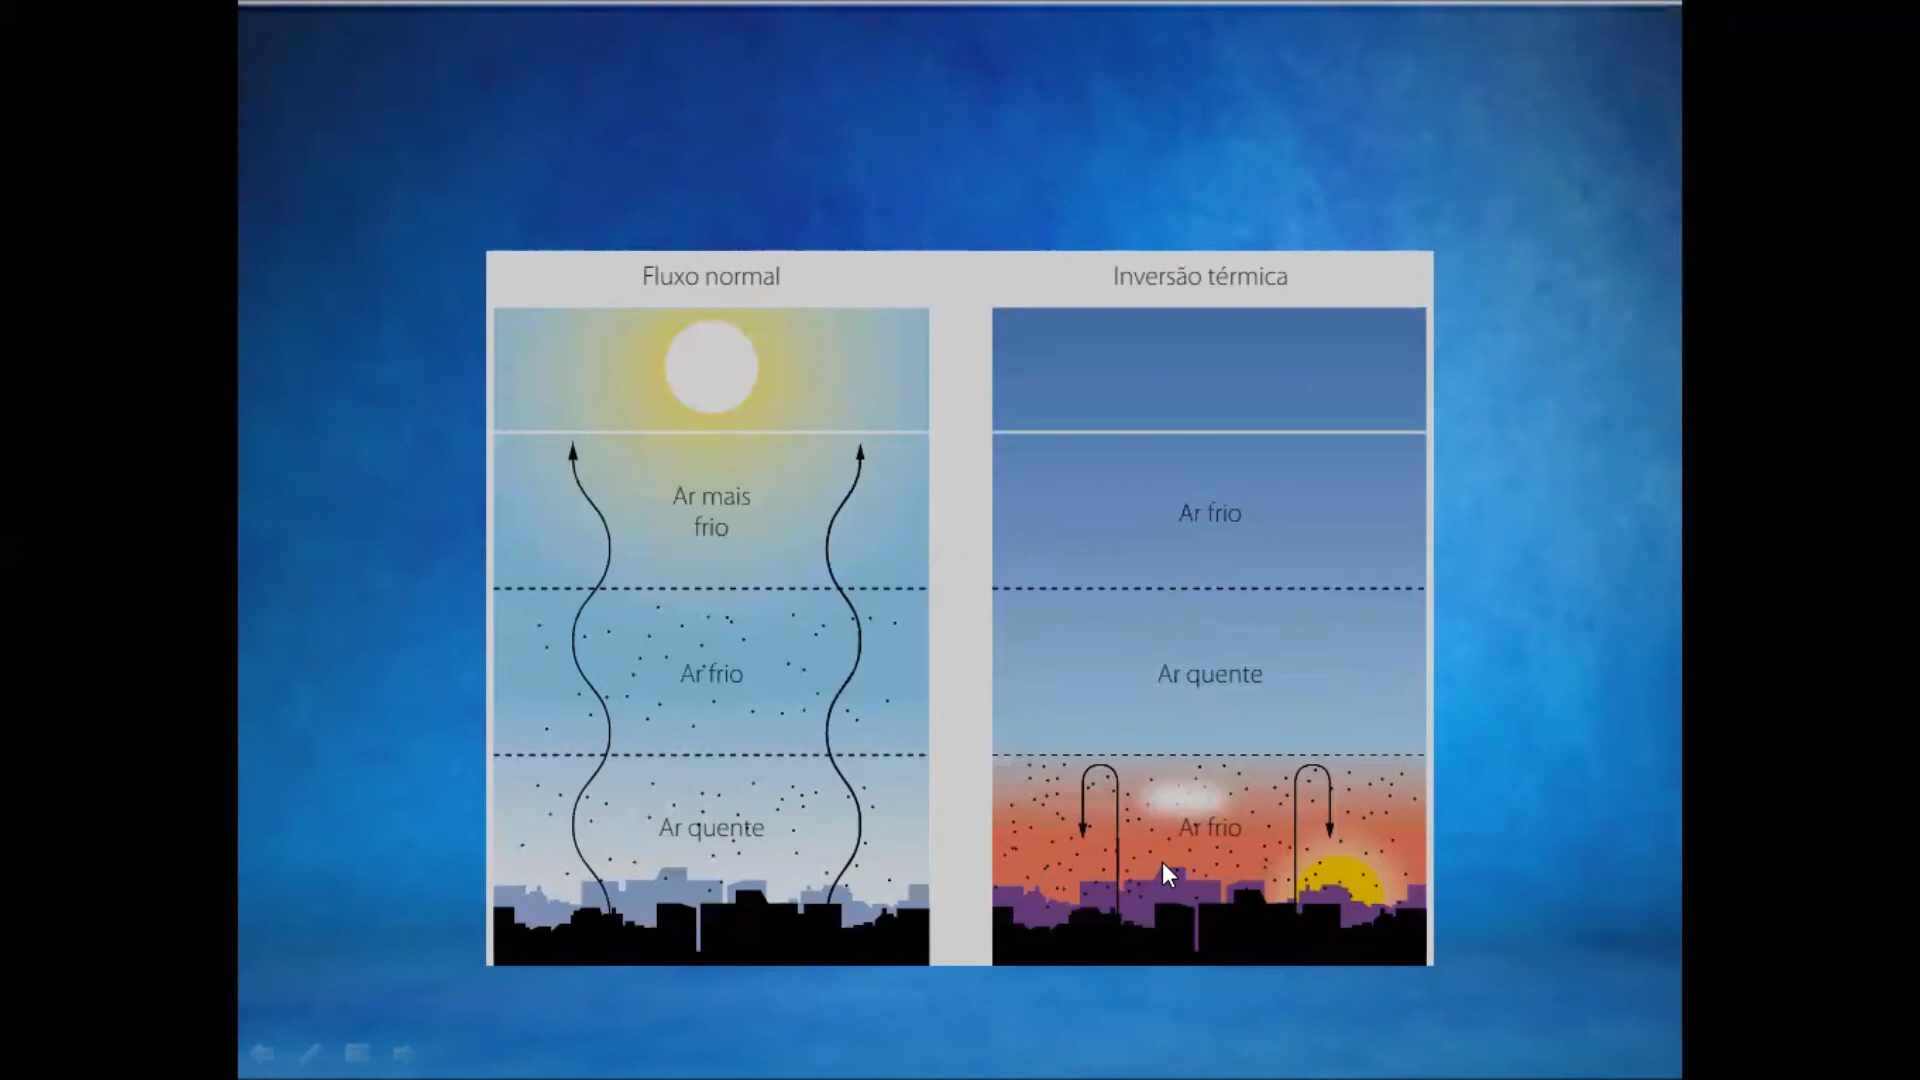 Fluxo normal
Ar mais
frio
Ar frio
Ar quente
Inversão térmica
Ar frio
Ar quente
Ar frio